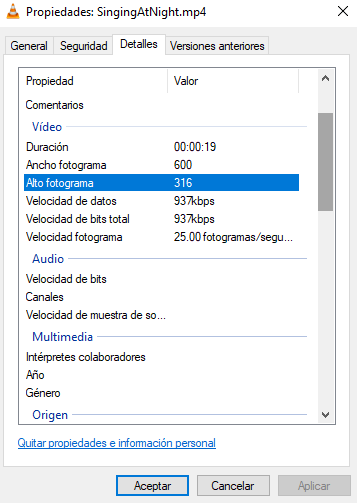 Propiedades: SingingAtNight.mp4
General Seguridad Detalles Versiones anteriores
Propiedad Valor
Comentarios
Vídeo
Duración 00:00:19
Ancho fotograma 600
Alto fotograma 316
Velocidad de datos 937kbps
Velocidad de bits total 937kbps
Velocidad fotograma 25.00 fotogramas/segu...
Audio
Velocidad de bits
Canales
Velocidad de muestra de so...
Multimedia
Intérpretes colaboradores
Año
Género
Origen
Quitar propiedades e información personal
Aceptar Cancelar Aplicar